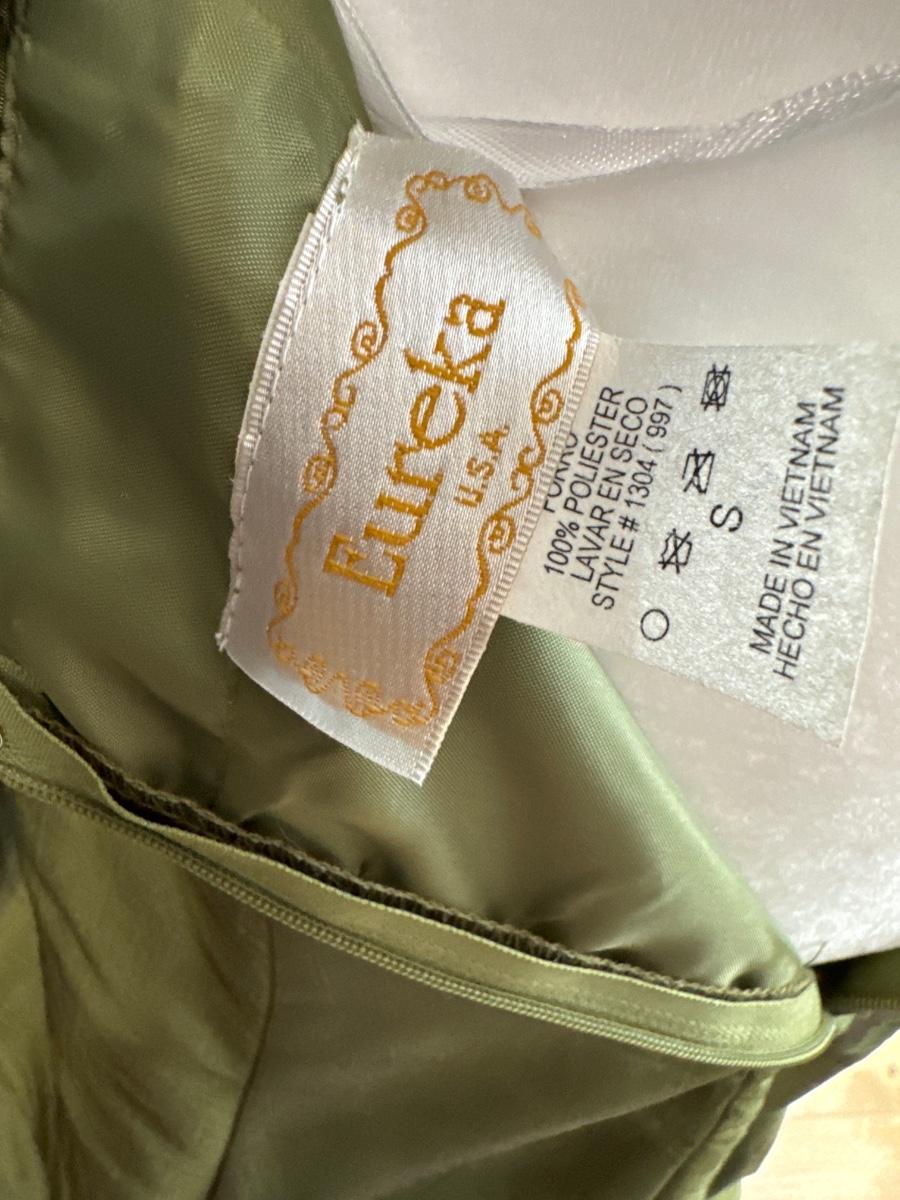 Eureka
U.S.A.
FORRO
100% POLIESTER
LAVAR EN SECO
STYLE # 1304 ( 997 )
S
MADE IN VIETNAM
HECHO EN VIETNAM